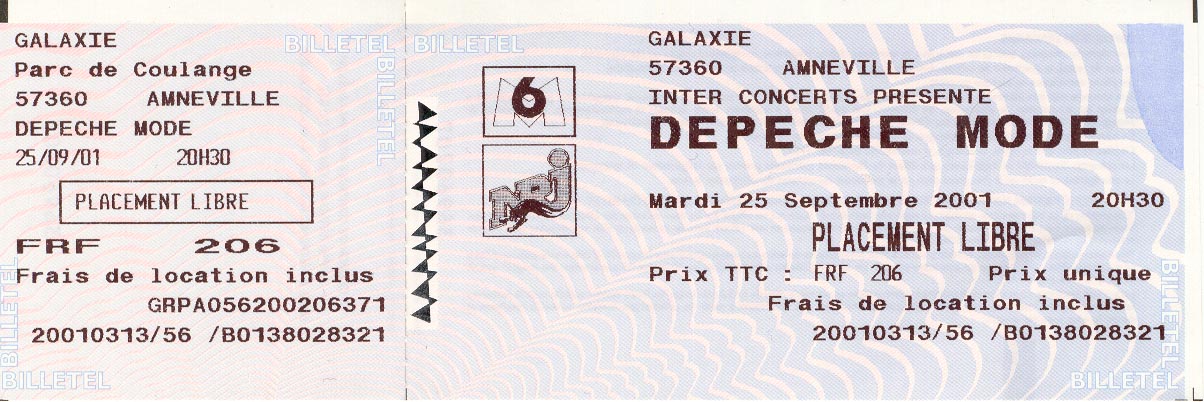 GALAXIE
Parc de Coulange
57360 AMNEVILLE
DEPECHE MODE
25/09/01 20H30
PLACEMENT LIBRE
FRF 206
Frais de location inclus
GRPA056200206371
20010313/56 /B0138028321
BILLETEL
BILLETEL
BILLETEL
BILLETEL
BILLETEL
M6
NRJ
GALAXIE
57360 AMNEVILLE
INTER CONCERTS PRESENTE
DEPECHE MODE
Mardi 25 Septembre 2001 20H30
PLACEMENT LIBRE
Prix TTC : FRF 206 Prix unique
Frais de location inclus
20010313/56 /B0138028321
BILLETEL
BILLETEL